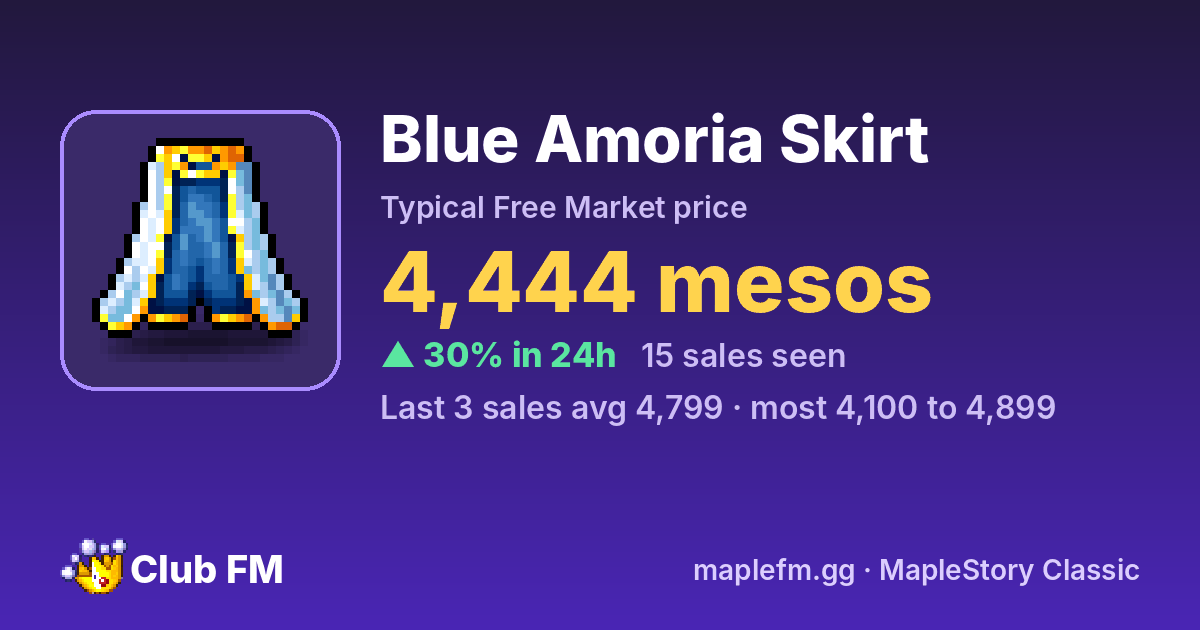 Blue Amoria Skirt
Typical Free Market price
4,444 mesos
▲ 30% in 24h 15 sales seen
Last 3 sales avg 4,799 · most 4,100 to 4,899
Club FM
maplefm.gg · MapleStory Classic